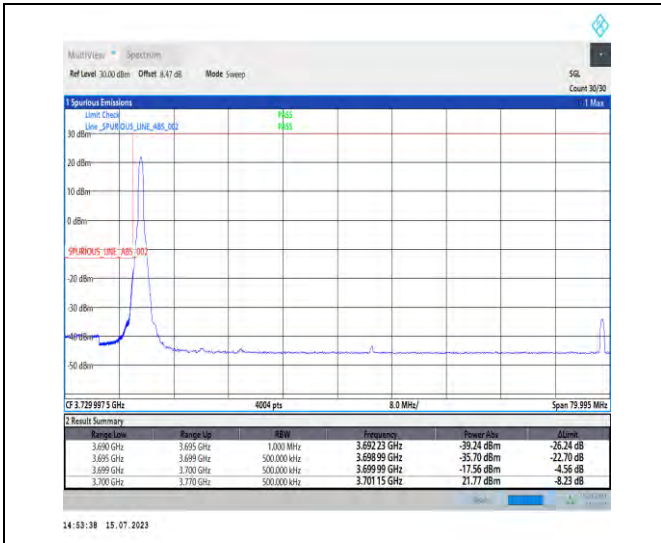 MultiView Spectrum
Ref Level 30.00 dBm Offset 8.47 dB Mode Sweep SGL
Count 30/30
1 Spurious Emissions 1 Max
Limit Check PASS
Line _SPURIOUS_LINE_ABS_002 PASS
30 dBm
20 dBm
10 dBm
0 dBm
SPURIOUS_LINE_ABS_002
-20 dBm
-30 dBm
-40 dBm
-50 dBm
CF 3.729 997 5 GHz 4004 pts 8.0 MHz/ Span 79.995 MHz
2 Result Summary
Range Low Range Up RBW Frequency Power Abs ΔLimit
3.690 GHz 3.695 GHz 1.000 MHz 3.692 23 GHz -39.24 dBm -26.24 dB
3.695 GHz 3.699 GHz 500.000 kHz 3.698 99 GHz -35.70 dBm -22.70 dB
3.699 GHz 3.700 GHz 500.000 kHz 3.699 99 GHz -17.56 dBm -4.56 dB
3.700 GHz 3.770 GHz 500.000 kHz 3.701 15 GHz 21.77 dBm -8.23 dB
14:53:38 15.07.2023